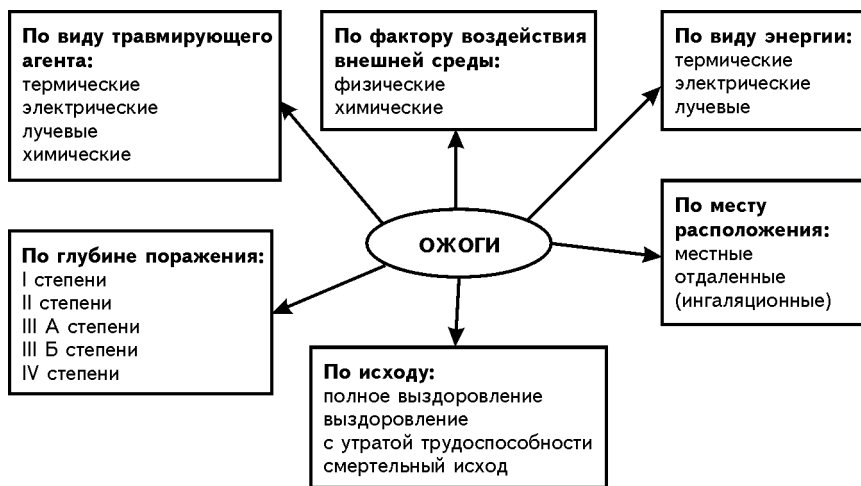 По виду травмирующего
агента:
термические
электрические
лучевые
химические
По фактору воздействия
внешней среды:
физические
химические
По виду энергии:
термические
электрические
лучевые
ОЖОГИ
По глубине поражения:
I степени
II степени
III А степени
III Б степени
IV степени
По месту
расположения:
местные
отдаленные
(ингаляционные)
По исходу:
полное выздоровление
выздоровление
с утратой трудоспособности
смертельный исход